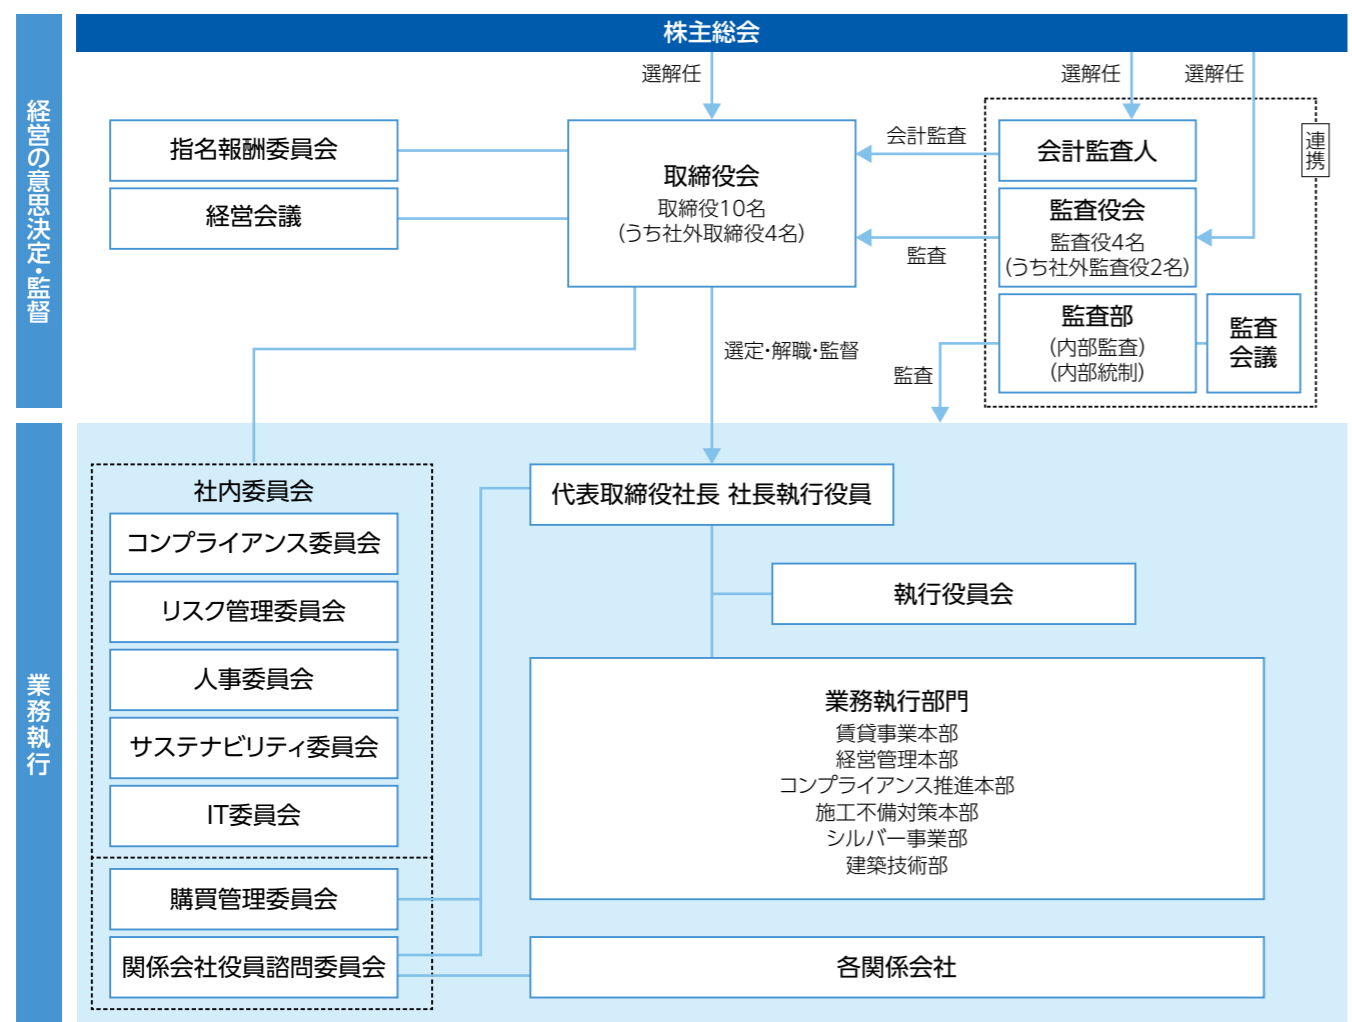 株主総会
経営の意思決定・監督
選解任
選解任
選解任
指名報酬委員会
経営会議
取締役会
取締役10名
(うち社外取締役4名)
会計監査
監査
会計監査人
連携
監査役会
監査役4名
(うち社外監査役2名)
監査部
(内部監査)
(内部統制)
監査
会議
監査
選定・解職・監督
業務執行
社内委員会
コンプライアンス委員会
リスク管理委員会
人事委員会
サステナビリティ委員会
IT委員会
購買管理委員会
関係会社役員諮問委員会
代表取締役社長 社長執行役員
執行役員会
業務執行部門
賃貸事業本部
経営管理本部
コンプライアンス推進本部
施工不備対策本部
シルバー事業部
建築技術部
各関係会社